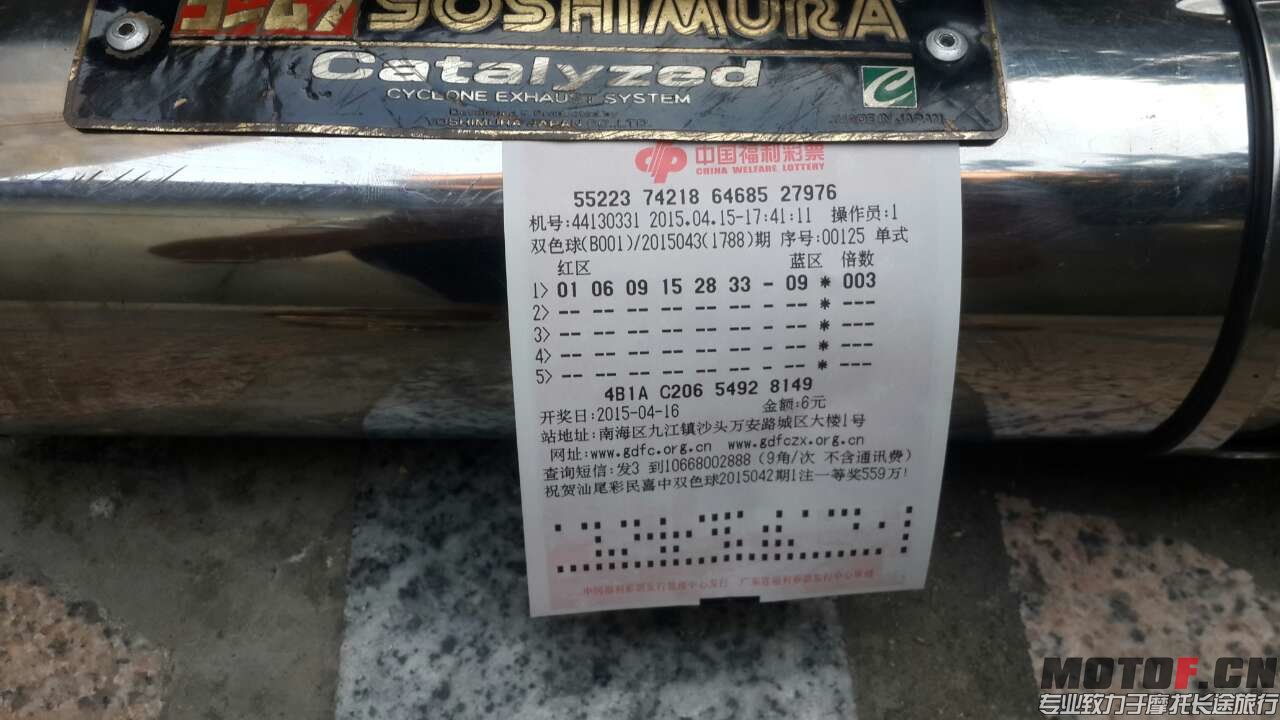 YOSHIMURA
Catalyzed
CYCLONE EXHAUST SYSTEM
YOSHIMURA JAPAN CO., LTD.
MADE IN JAPAN
中国福利彩票
CHINA WELFARE LOTTERY
55223 74218 64685 27976
机号:44130331 2015.04.15-17:41:11 操作员:1
双色球(B001)/2015043(1788)期 序号:00125 单式
红区 蓝区 倍数
1> 01 06 09 15 28 33 - 09 * 003
2> -- -- -- -- -- -- - -- * ---
3> -- -- -- -- -- -- - -- * ---
4> -- -- -- -- -- -- - -- * ---
5> -- -- -- -- -- -- - -- * ---
4B1A C206 5492 8149
开奖日:2015-04-16 金额:6元
站地址:南海区九江镇沙头万安路城区大楼1号
网址:www.gdfc.org.cn www.gdfczx.org.cn
查询短信:发3 到10668002888(9角/次 不含通讯费)
祝贺汕尾彩民喜中双色球2015042期1注一等奖559万!
MOTOF.CN
专业致力于摩托长途旅行